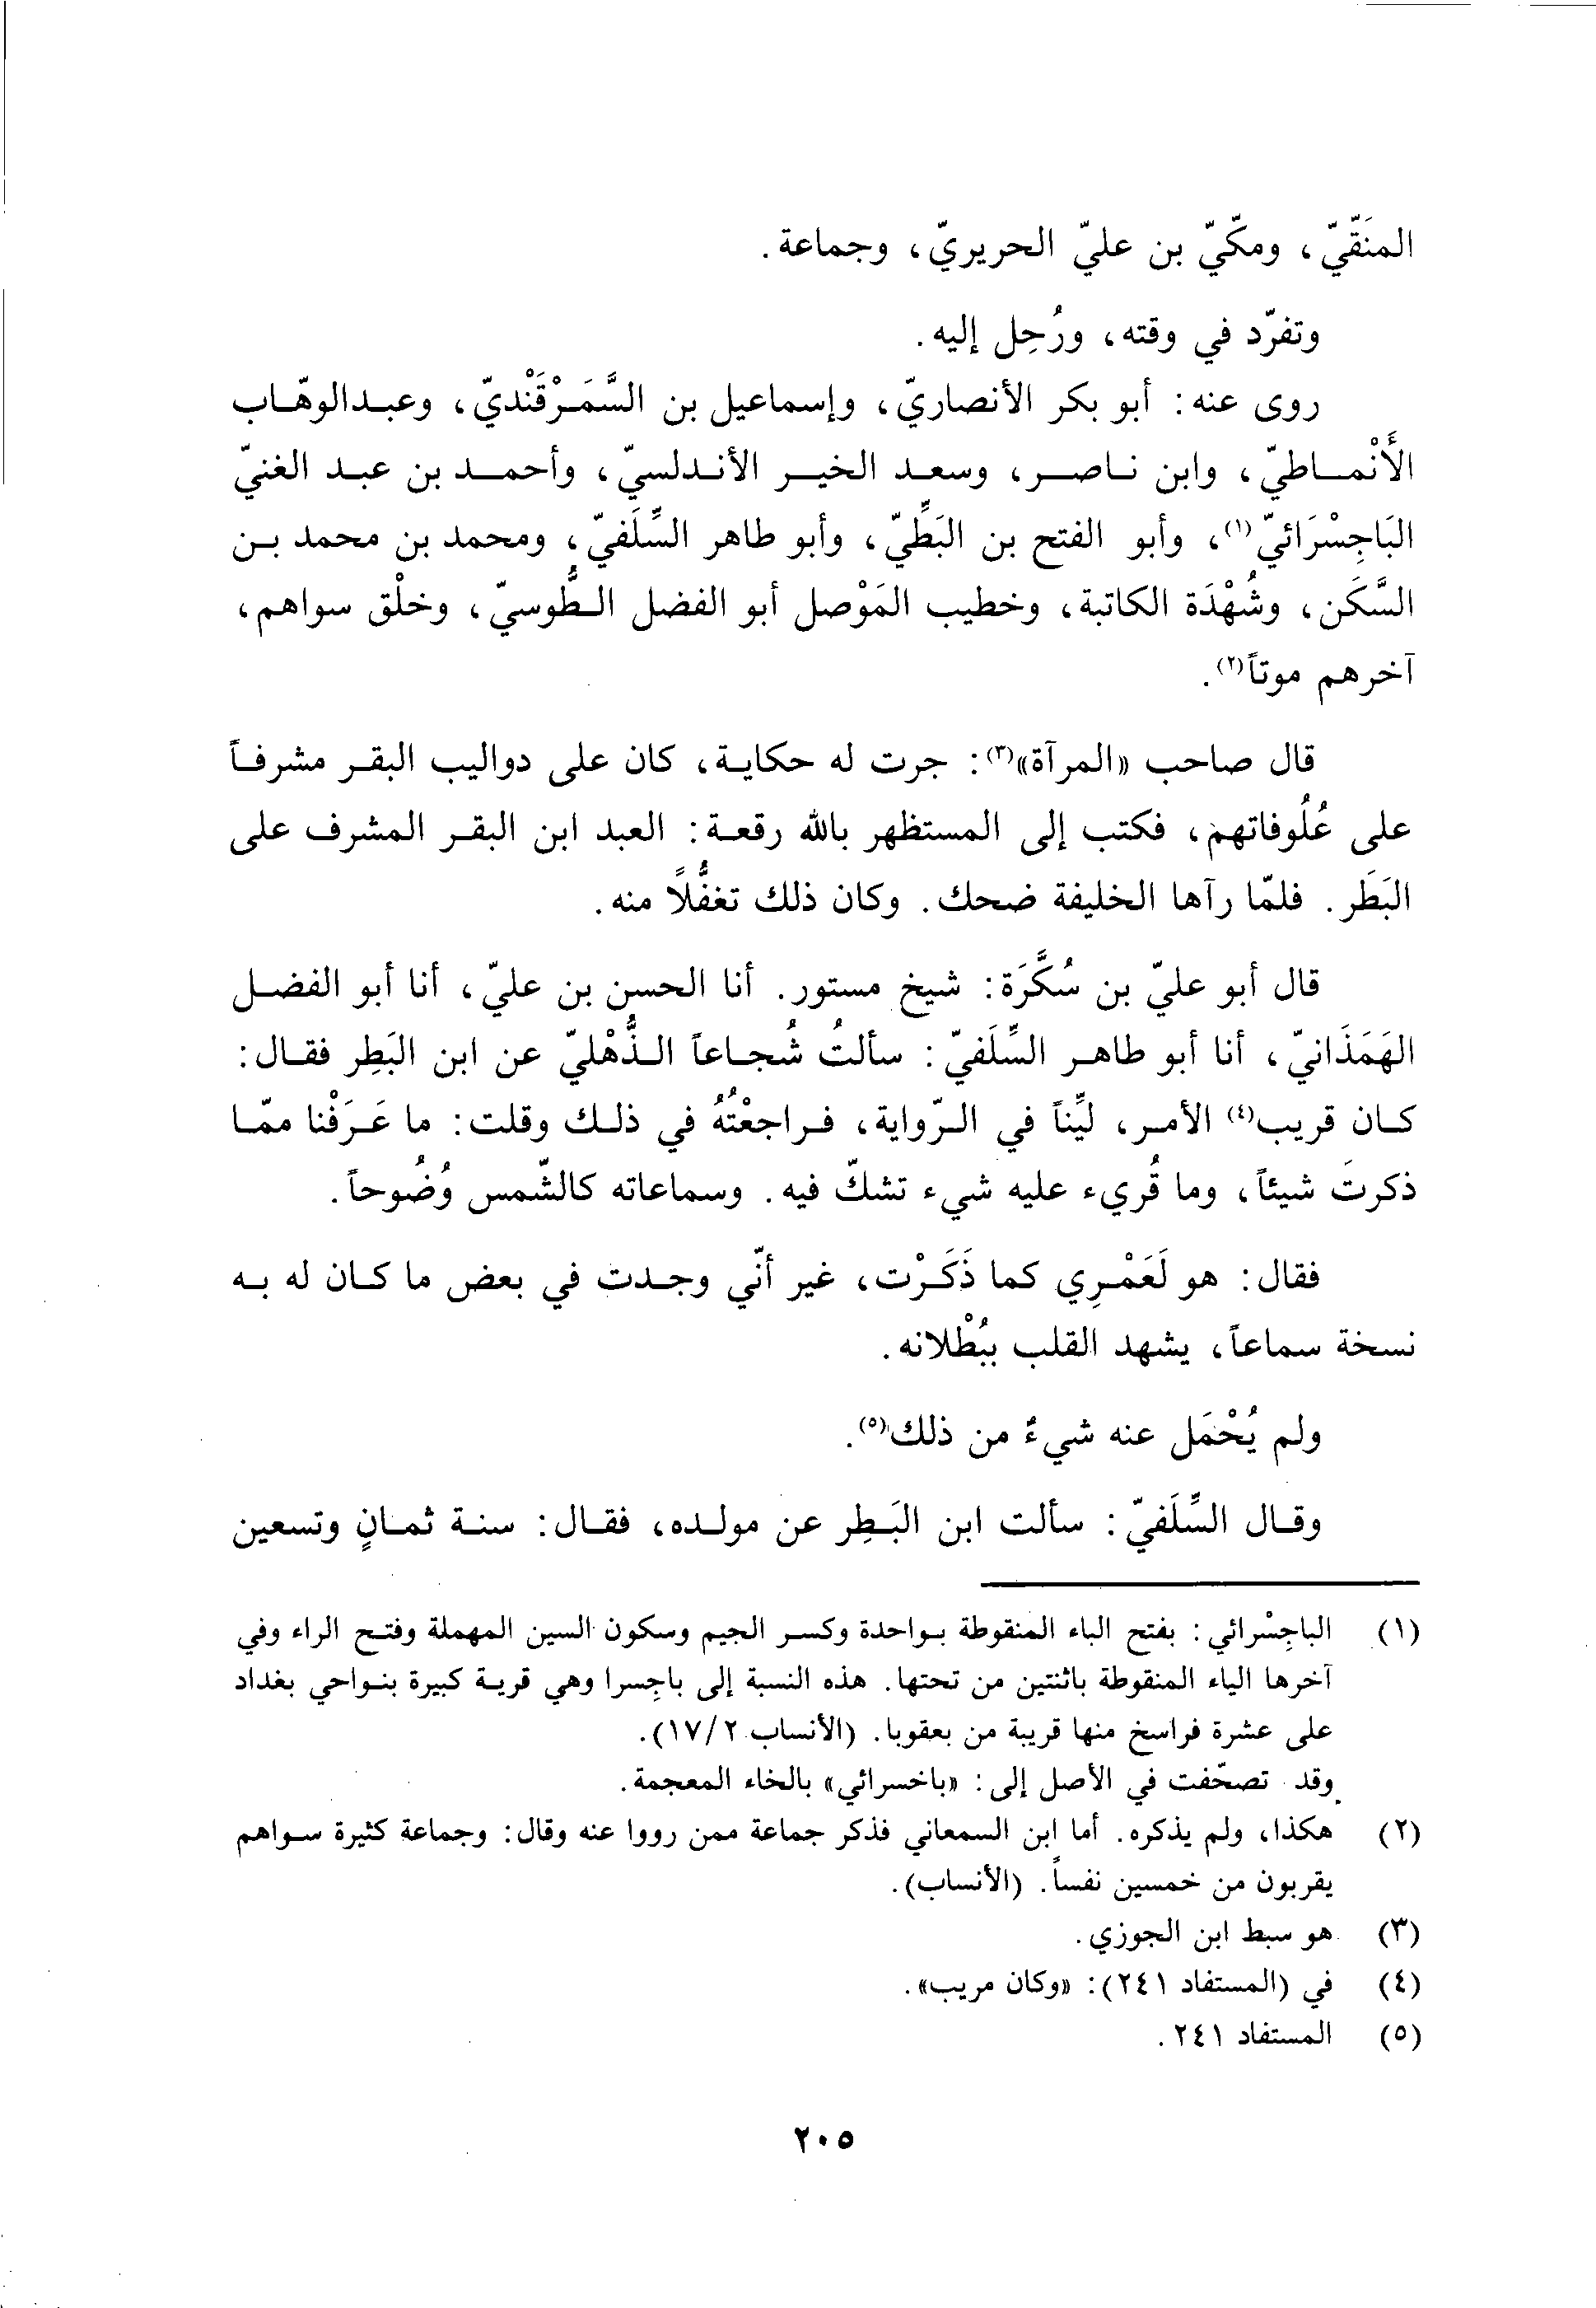 المنَقّيّ، ومكّيّ بن عليّ الحريريّ، وجماعة.
وتفرّد في وقته، ورُحِل إليه.
روى عنه: أبو بكر الأنصاريّ، وإسماعيل بن السَّمَرْقَنْديّ، وعبدالوهّاب
الأَنْماطيّ، وابن ناصر، وسعد الخير الأندلسيّ، وأحمد بن عبد الغنيّ
البَاجِسْرَائيّ(١)، وأبو الفتح بن البَطِّيّ، وأبو طاهر السِّلَفيّ، ومحمد بن محمد بن
السَّكَن، وشُهْدَة الكاتبة، وخطيب المَوْصل أبو الفضل الطُّوسيّ، وخلْق سواهم،
آخرهم موتاً(٢).
قال صاحب «المرآة»(٣): جرت له حكاية، كان على دواليب البقر مشرفاً
على عُلُوفاتهم، فكتب إلى المستظهر بالله رقعة: العبد ابن البقر المشرف على
البَطَر. فلمّا رآها الخليفة ضحك. وكان ذلك تغفُّلاً منه.
قال أبو عليّ بن سُكَّرَة: شيخ مستور. أنا الحسن بن عليّ، أنا أبو الفضل
الهَمَذَانيّ، أنا أبو طاهر السِّلَفيّ: سألتُ شُجاعاً الذُّهْليّ عن ابن البَطِر فقال:
كان قريب(٤) الأمر، ليِّناً في الرّواية، فراجعْتُهُ في ذلك وقلت: ما عَرَفْنا ممّا
ذكرتَ شيئاً، وما قُريء عليه شيء تشكّ فيه. وسماعاته كالشّمس وُضُوحاً.
فقال: هو لَعَمْرِي كما ذَكَرْت، غير أنّي وجدت في بعض ما كان له به
نسخة سماعاً، يشهد القلب ببُطْلانه.
ولم يُحْمَل عنه شيءٌ من ذلك(٥).
وقال السِّلَفيّ: سألت ابن البَطِر عن مولده، فقال: سنة ثمانٍ وتسعين
(١) الباجِسْرائي: بفتح الباء المنقوطة بواحدة وكسر الجيم وسكون السين المهملة وفتح الراء وفي
آخرها الياء المنقوطة باثنتين من تحتها. هذه النسبة إلى باجِسرا وهي قرية كبيرة بنواحي بغداد
على عشرة فراسخ منها قريبة من بعقوبا. (الأنساب ١٧/٢).
وقد تصحّفت في الأصل إلى: «باخسرائي» بالخاء المعجمة.
(٢) هكذا، ولم يذكره. أما ابن السمعاني فذكر جماعة ممن رووا عنه وقال: وجماعة كثيرة سواهم
يقربون من خمسين نفساً. (الأنساب).
(٣) هو سبط ابن الجوزي.
(٤) في (المستفاد ٢٤١): «وكان مريب».
(٥) المستفاد ٢٤١.
٢٠٥